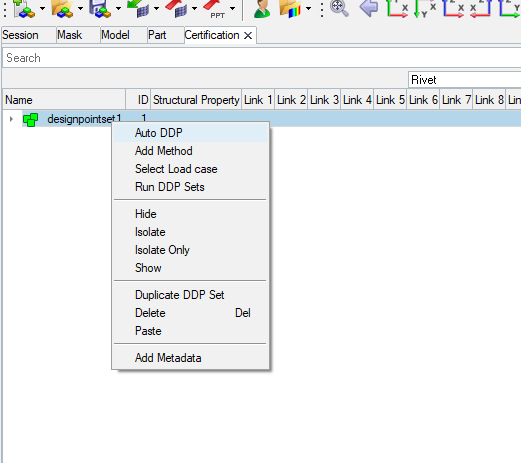 PPT
Session Mask Model Part Certification
Search
Rivet
Name ID Structural Property Link 1 Link 2 Link 3 Link 4 Link 5 Link 6 Link 7 Link 8 Lin
designpointset1 1
Auto DDP
Add Method
Select Load case
Run DDP Sets
Hide
Isolate
Isolate Only
Show
Duplicate DDP Set
Delete Del
Paste
Add Metadata